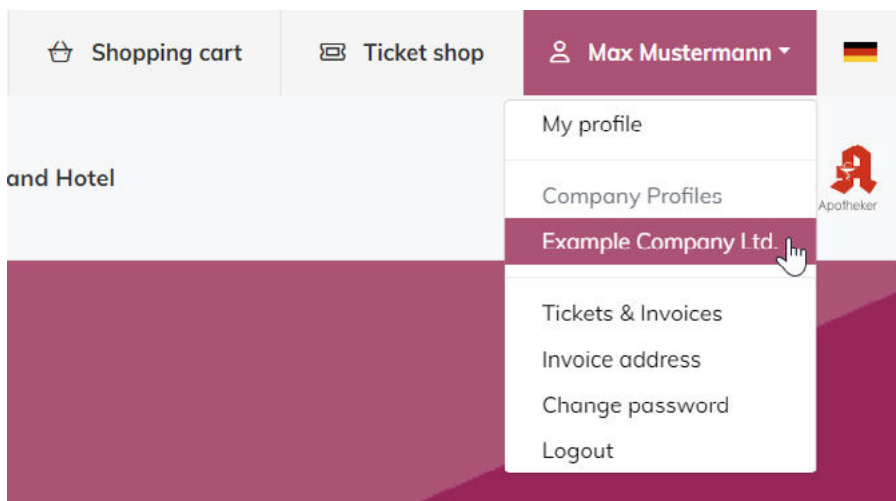 Shopping cart
Ticket shop
Max Mustermann
My profile
and Hotel
Company Profiles
Apotheker
Example Company Ltd.
Tickets & Invoices
Invoice address
Change password
Logout